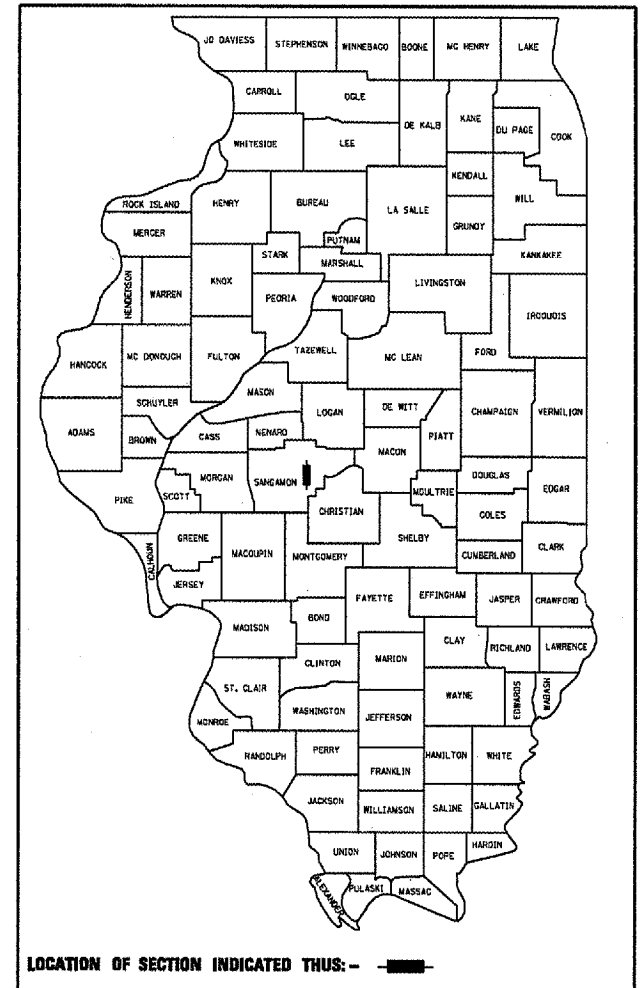 JO DAVIESS STEPHENSON WINNEBAGO BOONE MC HENRY LAKE
CARROLL OGLE DE KALB KANE DU PAGE COOK
WHITESIDE LEE
KENDALL WILL
ROCK ISLAND HENRY BUREAU LA SALLE GRUNDY
MERCER PUTNAM
STARK MARSHALL KANKAKEE
HENDERSON WARREN KNOX PEORIA WOODFORD LIVINGSTON IROQUOIS
HANCOCK MC DONOUGH FULTON TAZEWELL MC LEAN FORD
SCHUYLER MASON LOGAN DE WITT CHAMPAIGN VERMILION
ADAMS BROWN CASS NENARD MACON PIATT
PIKE SCOTT MORGAN SANGAMON CHRISTIAN MOULTRIE DOUGLAS EDGAR
COLES
CALHOUN GREENE MACOUPIN MONTGOMERY SHELBY CUMBERLAND CLARK
JERSEY FAYETTE EFFINGHAM JASPER CRAWFORD
MADISON BOND
CLINTON MARION CLAY RICHLAND LAWRENCE
ST. CLAIR WAYNE EDWARDS WABASH
MONROE WASHINGTON JEFFERSON
RANDOLPH PERRY HAMILTON WHITE
FRANKLIN
JACKSON WILLIAMSON SALINE GALLATIN
UNION JOHNSON POPE HARDIN
ALEXANDER PULASKI MASSAC
LOCATION OF SECTION INDICATED THUS: -